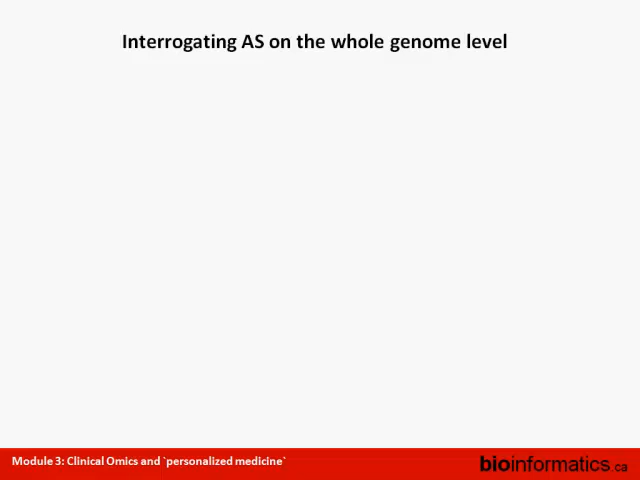 Interrogating AS on the whole genome level
Module 3: Clinical Omics and `personalized medicine`
bioinformatics.ca